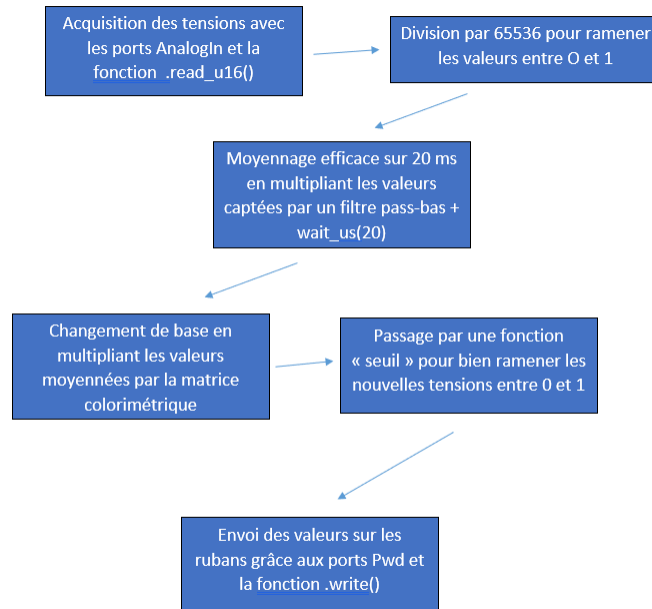 Acquisition des tensions avec
les ports AnalogIn et la
fonction .read_u16()
Division par 65536 pour ramener
les valeurs entre O et 1
Moyennage efficace sur 20 ms
en multipliant les valeurs
captées par un filtre pass-bas +
wait_us(20)
Changement de base en
multipliant les valeurs
moyennées par la matrice
colorimétrique
Passage par une fonction
« seuil » pour bien ramener les
nouvelles tensions entre 0 et 1
Envoi des valeurs sur les
rubans grâce aux ports Pwd et
la fonction .write()